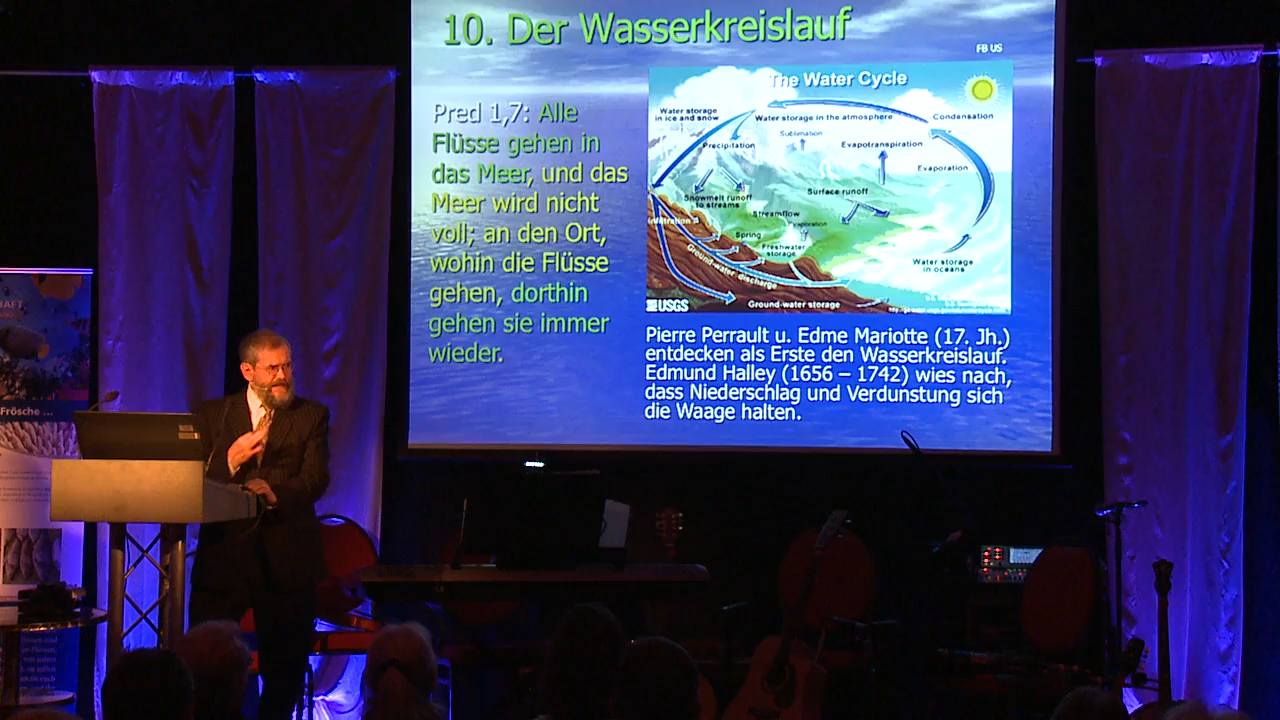 10. Der Wasserkreislauf
FB US
Pred 1,7: Alle
Flüsse gehen in
das Meer, und das
Meer wird nicht
voll; an den Ort,
wohin die Flüsse
gehen, dorthin
gehen sie immer
wieder.
The Water Cycle
Water storage
in ice and snow
Water storage in the atmosphere
Condensation
Sublimation
Precipitation
Evapotranspiration
Evaporation
Snowmelt runoff
to streams
Surface runoff
Streamflow
Evaporation
Spring
Freshwater
storage
Ground-water discharge
Water storage
in oceans
USGS
Ground-water storage
Pierre Perrault u. Edme Mariotte (17. Jh.)
entdecken als Erste den Wasserkreislauf.
Edmund Halley (1656 – 1742) wies nach,
dass Niederschlag und Verdunstung sich
die Waage halten.
Frösche ...